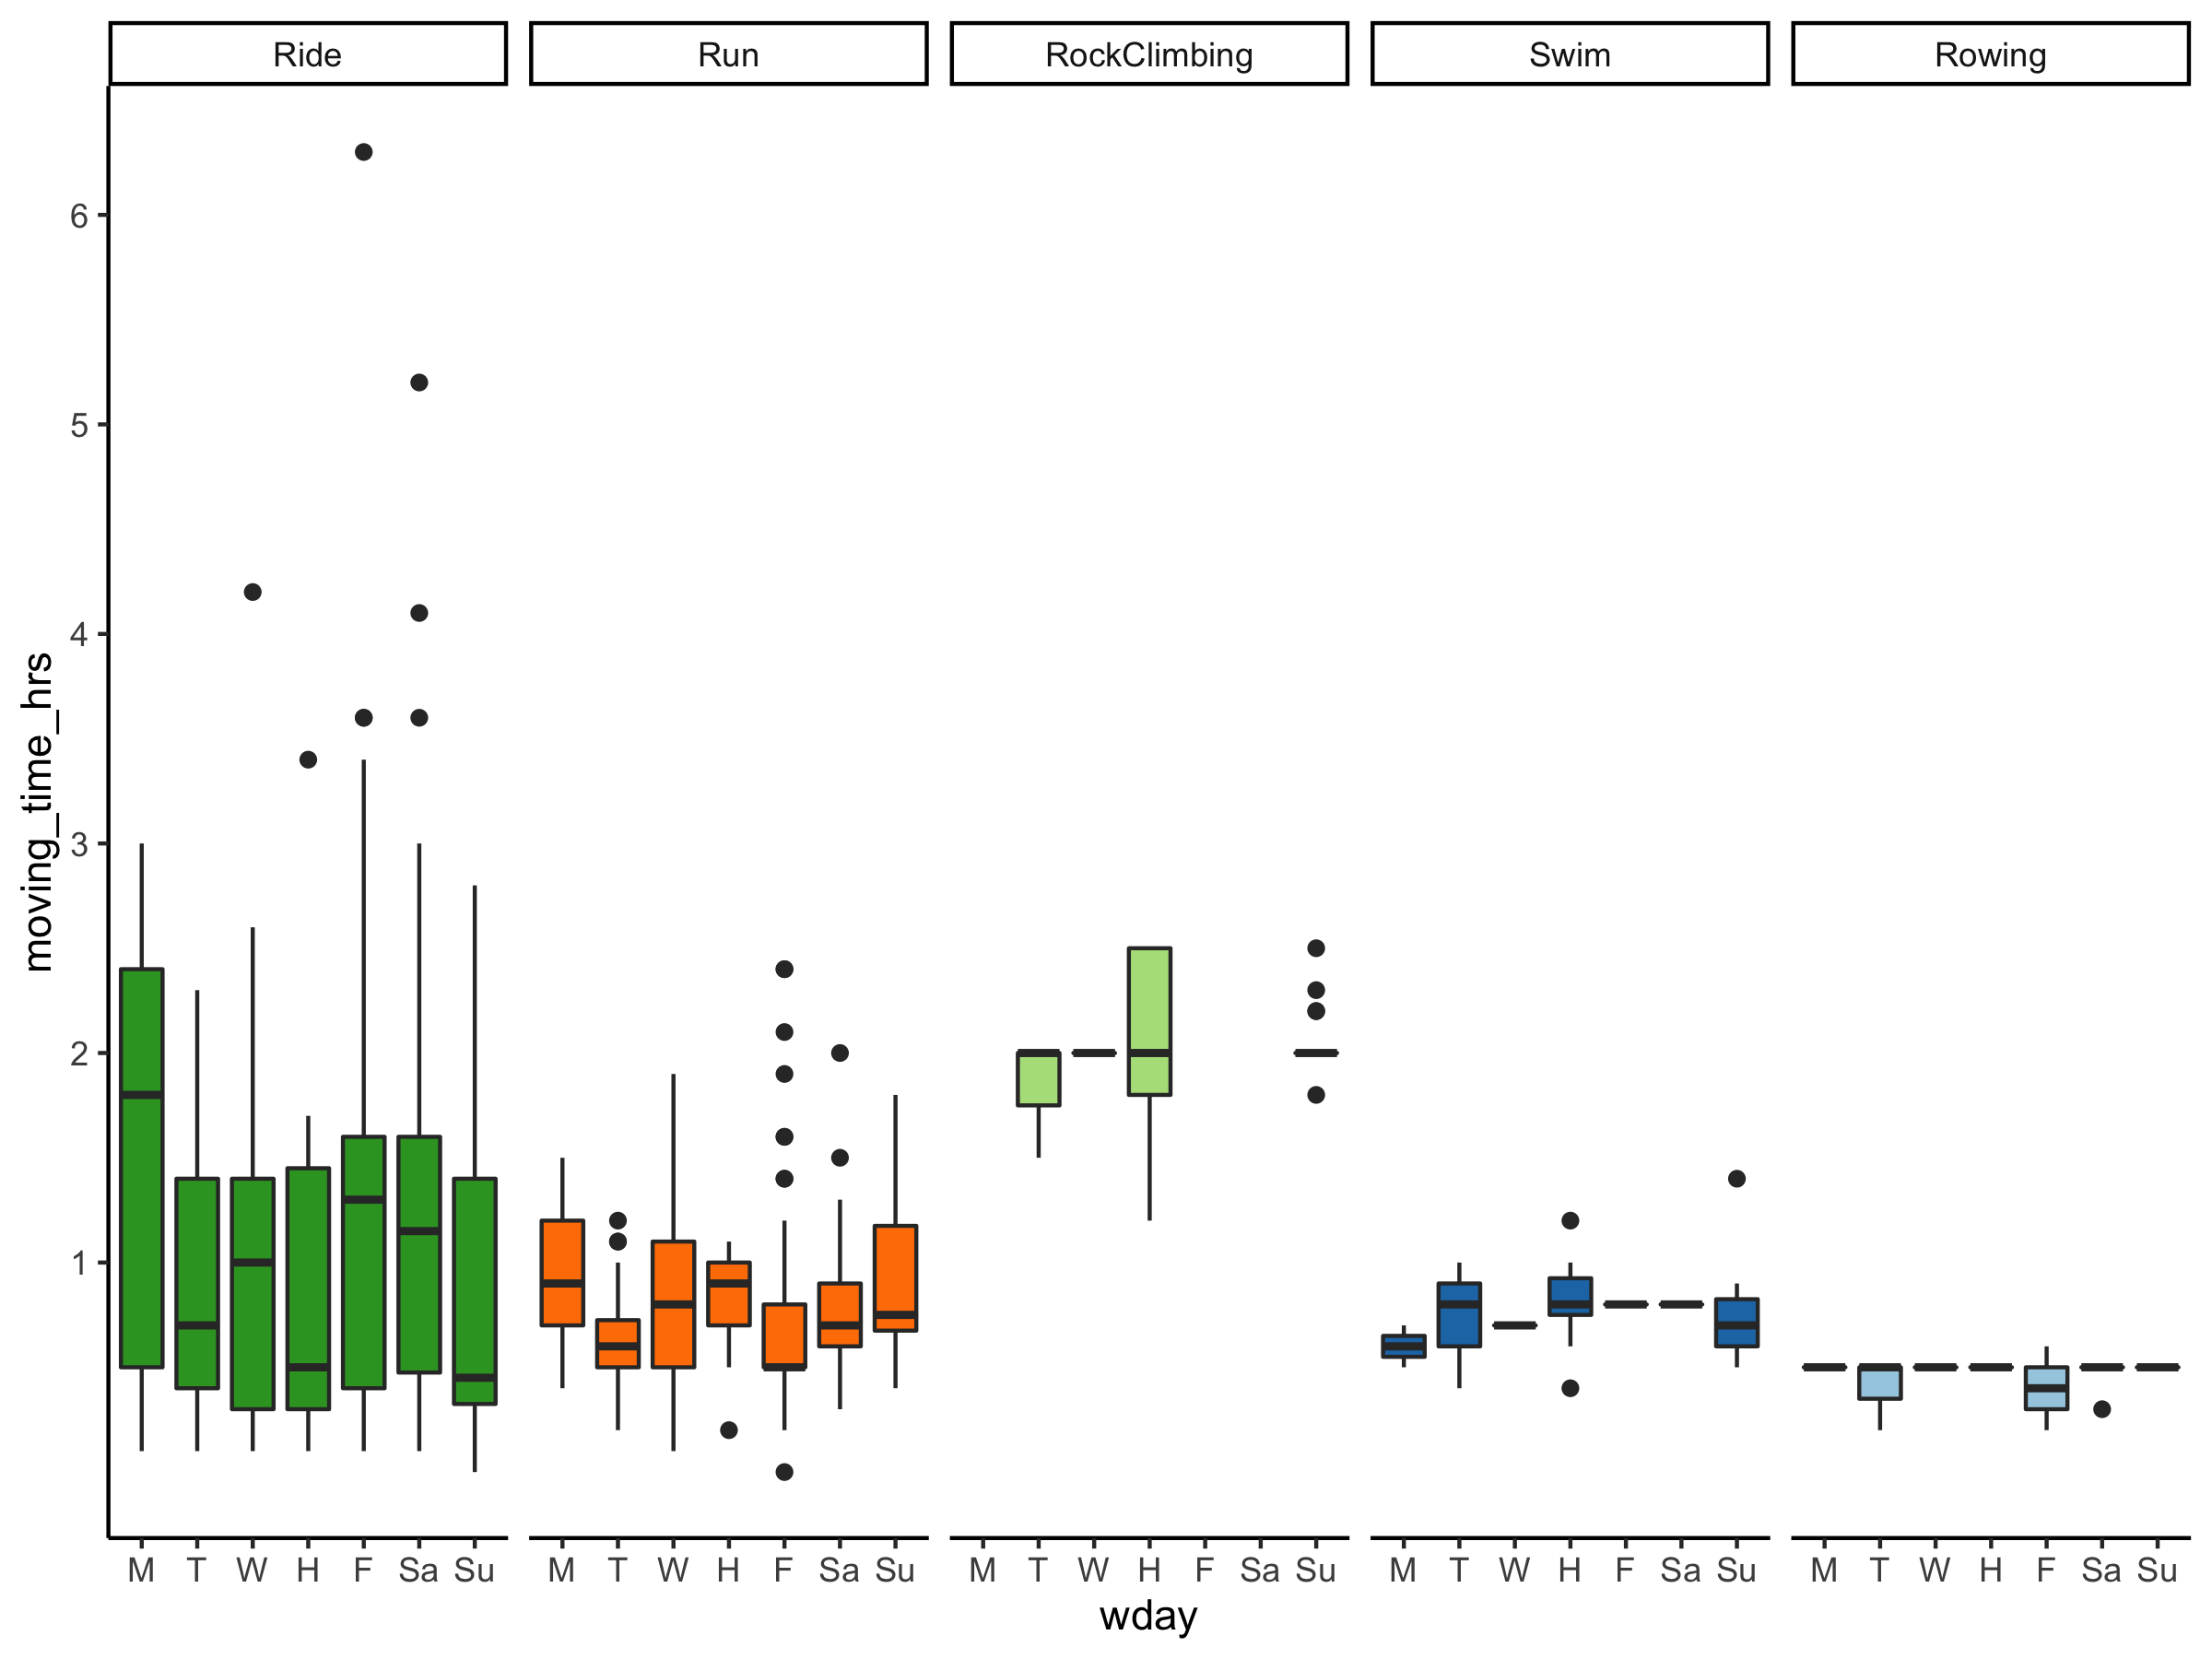 Ride Run RockClimbing Swim Rowing
6
5
4
3
2
1
moving_time_hrs
M T W H F Sa Su M T W H F Sa Su M T W H F Sa Su M T W H F Sa Su M T W H F Sa Su
wday